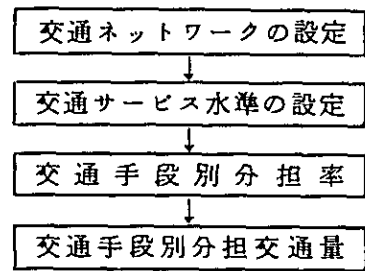 交通ネットワークの設定
交通サービス水準の設定
交通手段別分担率
交通手段別分担交通量